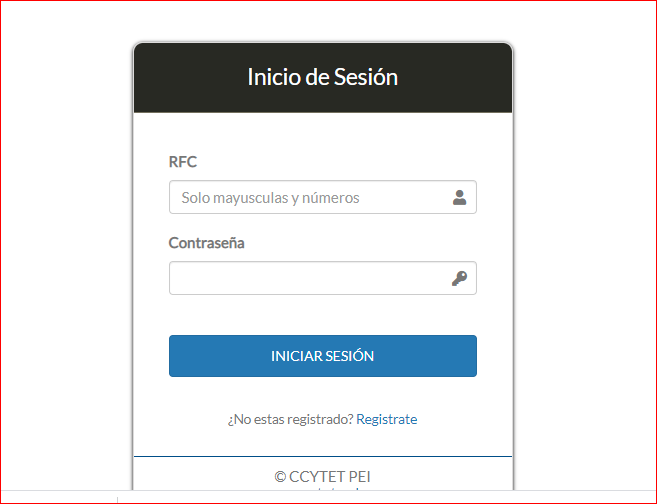 Inicio de Sesión
RFC
Solo mayusculas y números
Contraseña
INICIAR SESIÓN
¿No estas registrado? Registrate
© CCYTET PEI